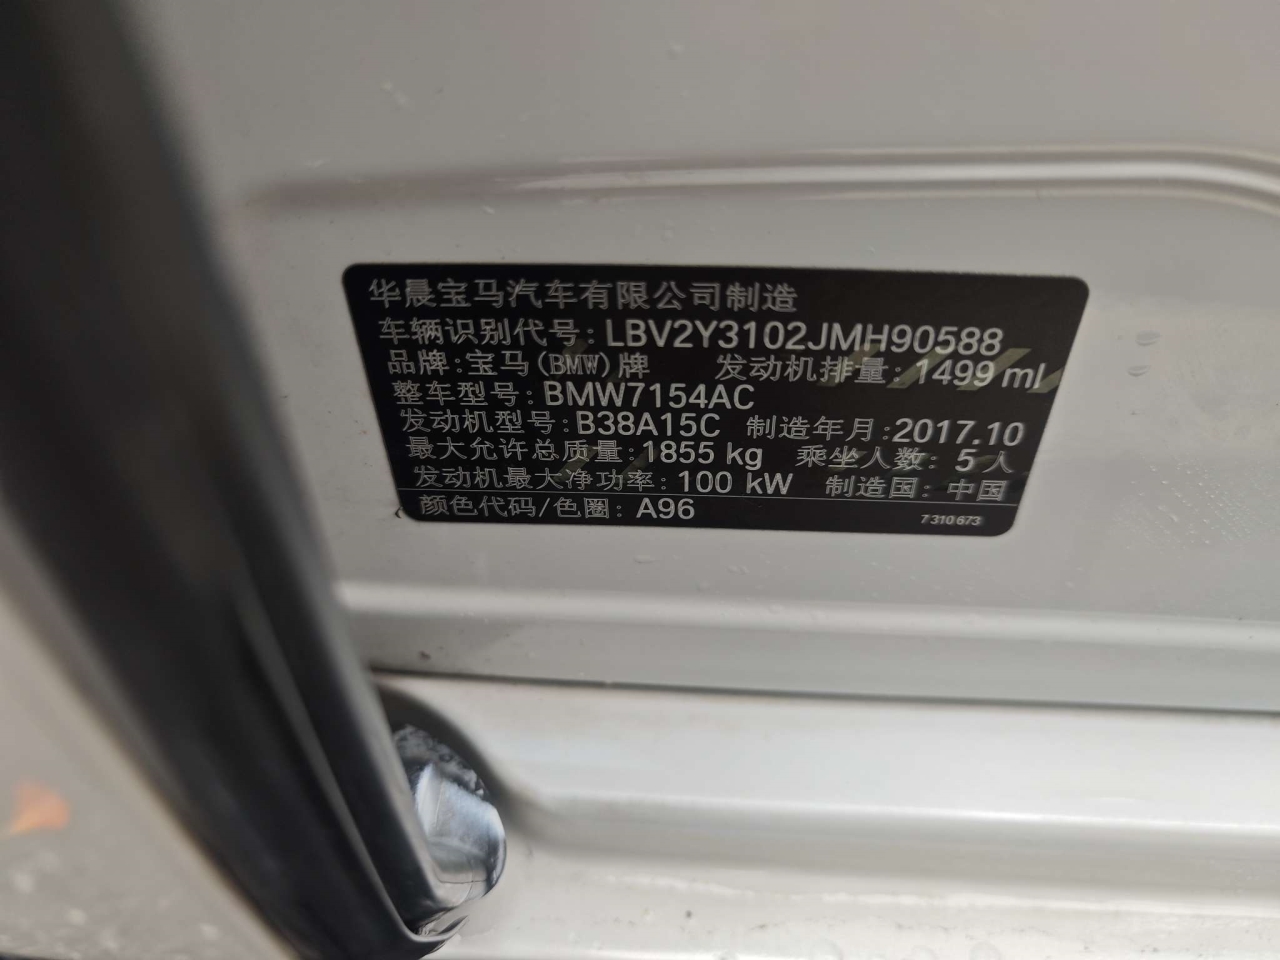 华晨宝马汽车有限公司制造
车辆识别代号: LBV2Y3102JMH90588
品牌: 宝马(BMW)牌 发动机排量: 1499 ml
整车型号: BMW7154AC
发动机型号: B38A15C 制造年月: 2017.10
最大允许总质量: 1855 kg 乘坐人数: 5 人
发动机最大净功率: 100 kW 制造国: 中国
颜色代码/色圈: A96 7 310 673